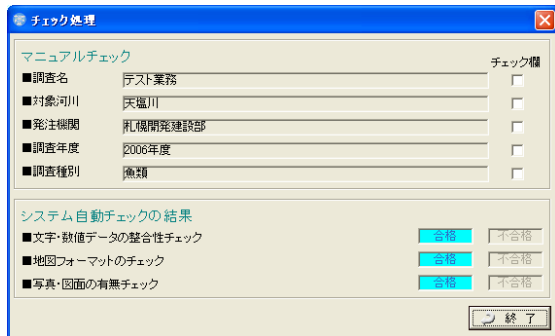 チェック処理
マニュアルチェック
チェック欄
■調査名 テスト業務
■対象河川 天塩川
■発注機関 札幌開発建設部
■調査年度 2006年度
■調査種別 魚類
システム自動チェックの結果
■文字・数値データの整合性チェック 合格 不合格
■地図フォーマットのチェック 合格 不合格
■写真・図面の有無チェック 合格 不合格
終了